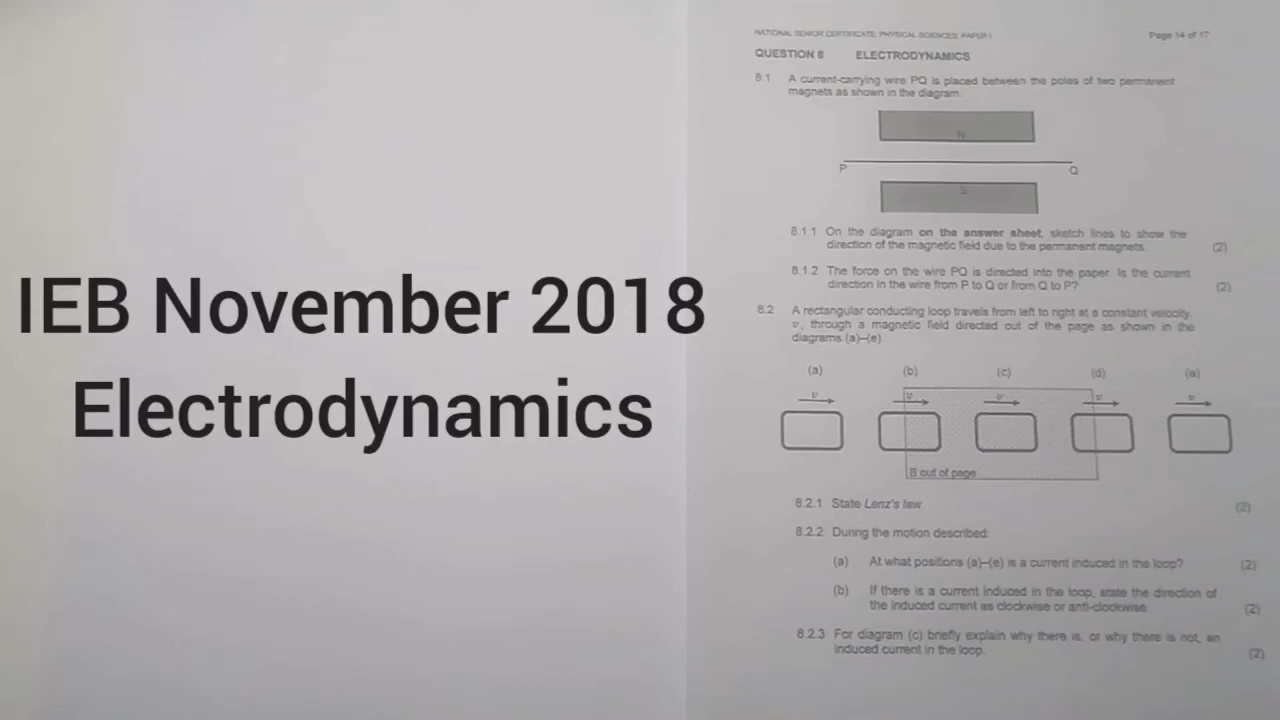 IEB November 2018
Electrodynamics
NATIONAL SENIOR CERTIFICATE: PHYSICAL SCIENCES: PAPER I
Page 14 of 17
QUESTION 8 ELECTRODYNAMICS
8.1 A current-carrying wire PQ is placed between the poles of two permanent
magnets as shown in the diagram.
N
P
Q
S
8.1.1 On the diagram on the answer sheet, sketch lines to show the
direction of the magnetic field due to the permanent magnets. (2)
8.1.2 The force on the wire PQ is directed into the paper. Is the current
direction in the wire from P to Q or from Q to P? (2)
8.2 A rectangular conducting loop travels from left to right at a constant velocity,
v, through a magnetic field directed out of the page as shown in the
diagrams (a)–(e).
(a) (b) (c) (d) (e)
v v v v v
B out of page
8.2.1 State Lenz's law. (2)
8.2.2 During the motion described:
(a) At what positions (a)–(e) is a current induced in the loop? (2)
(b) If there is a current induced in the loop, state the direction of
the induced current as clockwise or anti-clockwise. (2)
8.2.3 For diagram (c) briefly explain why there is, or why there is not, an
induced current in the loop. (2)